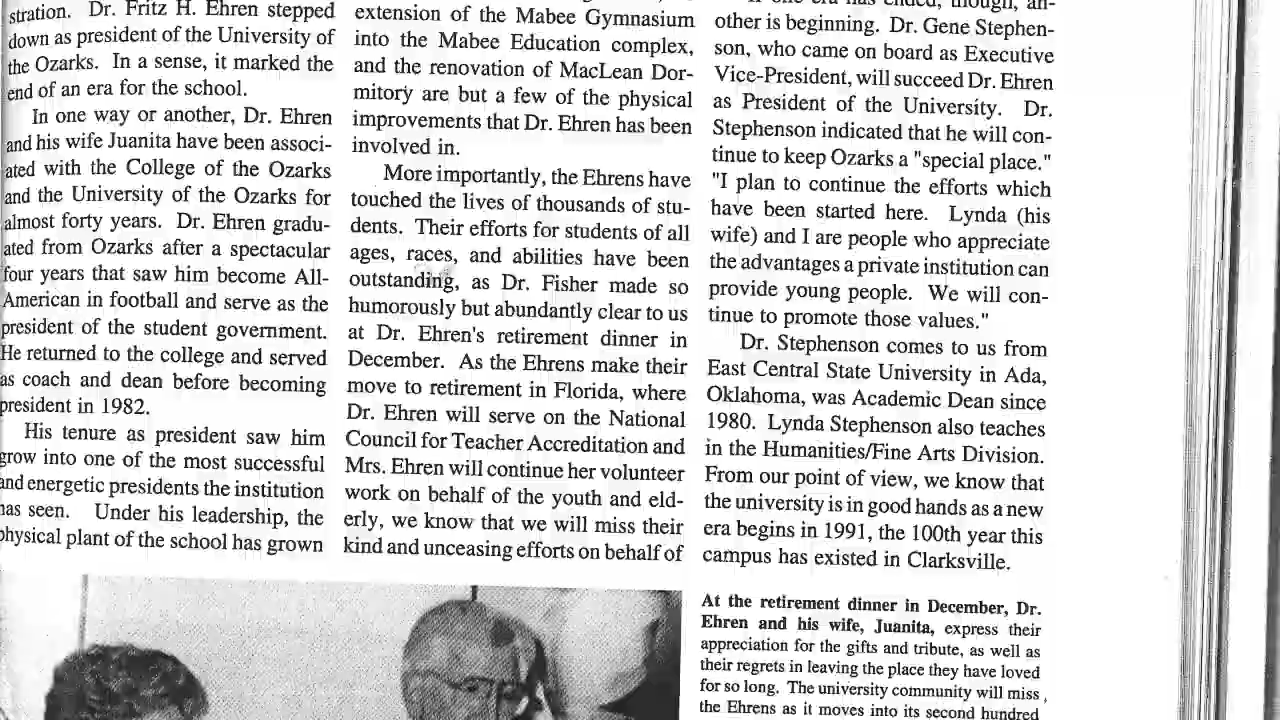 stration. Dr. Fritz H. Ehren stepped
down as president of the University of
the Ozarks. In a sense, it marked the
end of an era for the school.
In one way or another, Dr. Ehren
and his wife Juanita have been associ-
ated with the College of the Ozarks
and the University of the Ozarks for
almost forty years. Dr. Ehren gradu-
ated from Ozarks after a spectacular
four years that saw him become All-
American in football and serve as the
president of the student government.
He returned to the college and served
as coach and dean before becoming
president in 1982.
His tenure as president saw him
grow into one of the most successful
and energetic presidents the institution
has seen. Under his leadership, the
physical plant of the school has grown
extension of the Mabee Gymnasium
into the Mabee Education complex,
and the renovation of MacLean Dor-
mitory are but a few of the physical
improvements that Dr. Ehren has been
involved in.
More importantly, the Ehrens have
touched the lives of thousands of stu-
dents. Their efforts for students of all
ages, races, and abilities have been
outstanding, as Dr. Fisher made so
humorously but abundantly clear to us
at Dr. Ehren's retirement dinner in
December. As the Ehrens make their
move to retirement in Florida, where
Dr. Ehren will serve on the National
Council for Teacher Accreditation and
Mrs. Ehren will continue her volunteer
work on behalf of the youth and eld-
erly, we know that we will miss their
kind and unceasing efforts on behalf of
If one era has ended, though, an-
other is beginning. Dr. Gene Stephen-
son, who came on board as Executive
Vice-President, will succeed Dr. Ehren
as President of the University. Dr.
Stephenson indicated that he will con-
tinue to keep Ozarks a "special place."
"I plan to continue the efforts which
have been started here. Lynda (his
wife) and I are people who appreciate
the advantages a private institution can
provide young people. We will con-
tinue to promote those values."
Dr. Stephenson comes to us from
East Central State University in Ada,
Oklahoma, was Academic Dean since
1980. Lynda Stephenson also teaches
in the Humanities/Fine Arts Division.
From our point of view, we know that
the university is in good hands as a new
era begins in 1991, the 100th year this
campus has existed in Clarksville.
At the retirement dinner in December, Dr.
Ehren and his wife, Juanita, express their
appreciation for the gifts and tribute, as well as
their regrets in leaving the place they have loved
for so long. The university community will miss
the Ehrens as it moves into its second hundred